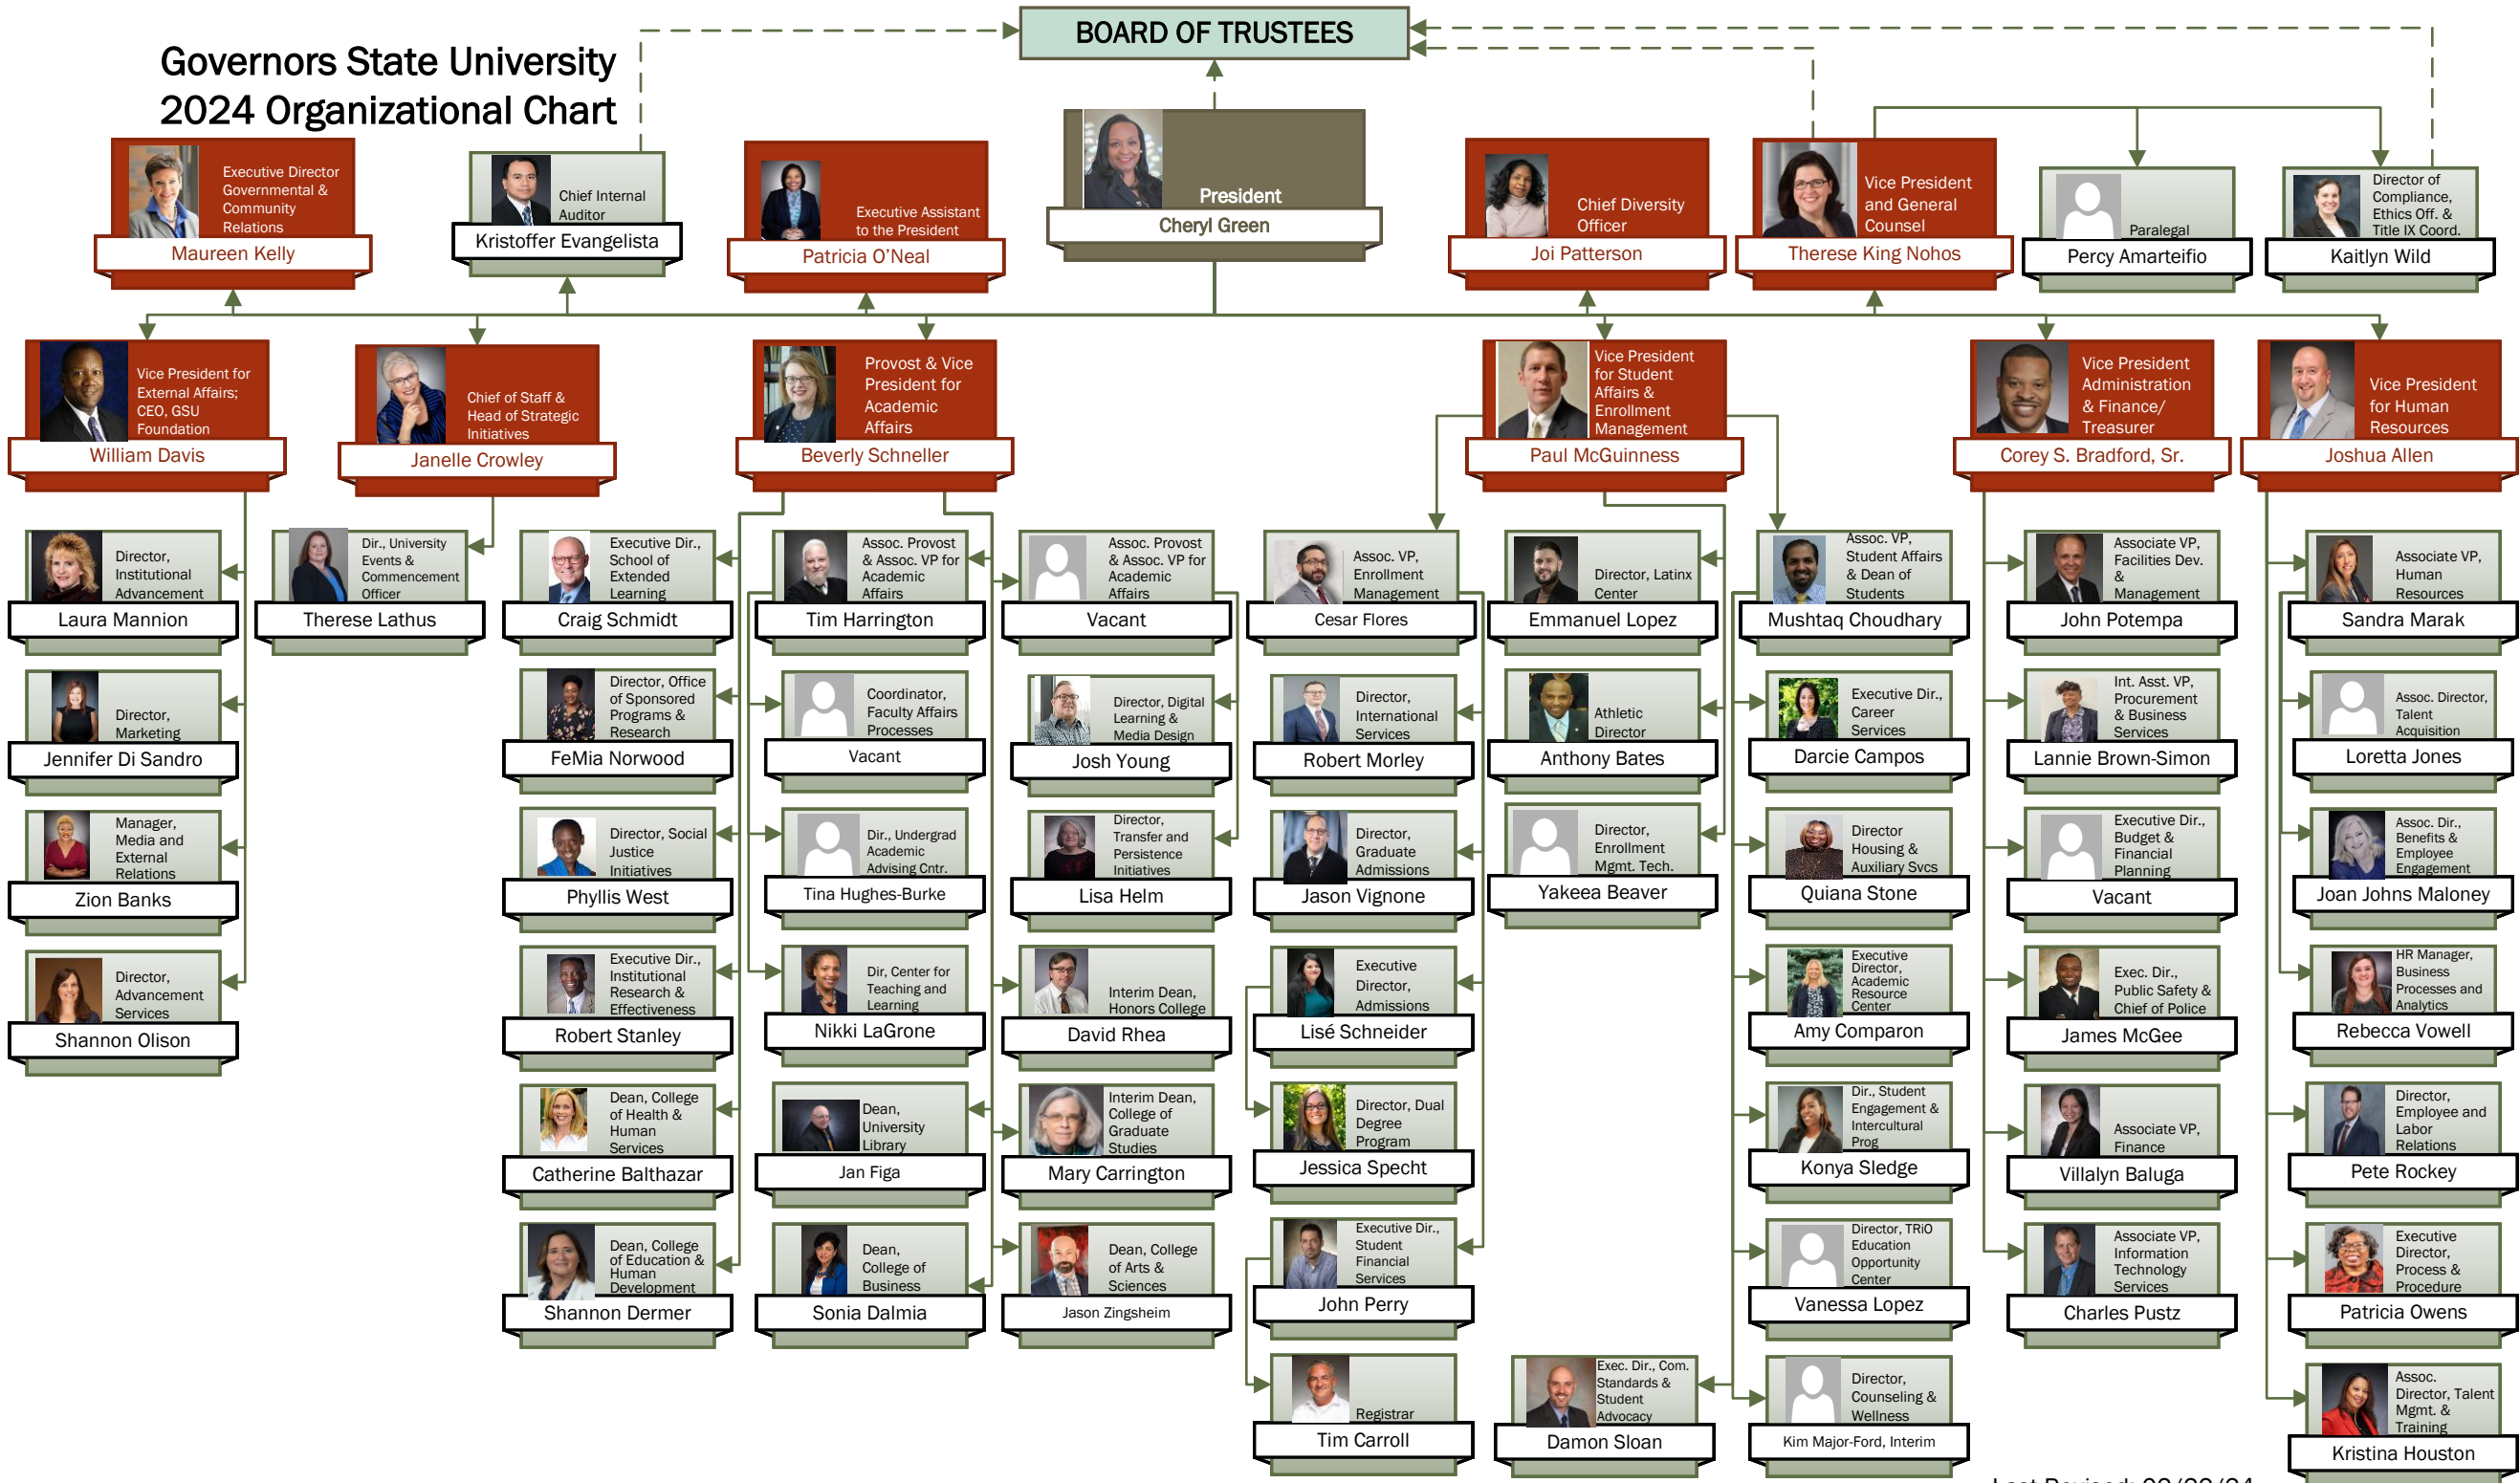 BOARD OF TRUSTEES
Governors State University
2024 Organizational Chart
Executive Director
Governmental &
Community
Relations
Maureen Kelly
Chief Internal
Auditor
Kristoffer Evangelista
Executive Assistant
to the President
Patricia O'Neal
President
Cheryl Green
Chief Diversity
Officer
Joi Patterson
Vice President
and General
Counsel
Therese King Nohos
Paralegal
Percy Amarteifio
Director of
Compliance,
Ethics Off. &
Title IX Coord.
Kaitlyn Wild
Vice President for
External Affairs;
CEO, GSU
Foundation
William Davis
Chief of Staff &
Head of Strategic
Initiatives
Janelle Crowley
Provost & Vice
President for
Academic
Affairs
Beverly Schneller
Vice President
for Student
Affairs &
Enrollment
Management
Paul McGuinness
Vice President
Administration
& Finance/
Treasurer
Corey S. Bradford, Sr.
Vice President
for Human
Resources
Joshua Allen
Director,
Institutional
Advancement
Laura Mannion
Dir., University
Events &
Commencement
Officer
Therese Lathus
Executive Dir.,
School of
Extended
Learning
Craig Schmidt
Assoc. Provost
& Assoc. VP for
Academic
Affairs
Tim Harrington
Assoc. Provost
& Assoc. VP for
Academic
Affairs
Vacant
Assoc. VP,
Enrollment
Management
Cesar Flores
Director, Latinx
Center
Emmanuel Lopez
Assoc. VP,
Student Affairs
& Dean of
Students
Mushtaq Choudhary
Associate VP,
Facilities Dev.
&
Management
John Potempa
Associate VP,
Human
Resources
Sandra Marak
Director,
Marketing
Jennifer Di Sandro
Director, Office
of Sponsored
Programs &
Research
FeMia Norwood
Coordinator,
Faculty Affairs
Processes
Vacant
Director, Digital
Learning &
Media Design
Josh Young
Director,
International
Services
Robert Morley
Athletic
Director
Anthony Bates
Executive Dir.,
Career
Services
Darcie Campos
Int. Asst. VP,
Procurement
& Business
Services
Lannie Brown-Simon
Assoc. Director,
Talent
Acquisition
Loretta Jones
Manager,
Media and
External
Relations
Zion Banks
Director, Social
Justice
Initiatives
Phyllis West
Dir., Undergrad
Academic
Advising Cntr.
Tina Hughes-Burke
Director,
Transfer and
Persistence
Initiatives
Lisa Helm
Director,
Graduate
Admissions
Jason Vignone
Director,
Enrollment
Mgmt. Tech.
Yakeea Beaver
Director
Housing &
Auxiliary Svcs
Quiana Stone
Executive Dir.,
Budget &
Financial
Planning
Vacant
Assoc. Dir.,
Benefits &
Employee
Engagement
Joan Johns Maloney
Director,
Advancement
Services
Shannon Olison
Executive Dir.,
Institutional
Research &
Effectiveness
Robert Stanley
Dir, Center for
Teaching and
Learning
Nikki LaGrone
Interim Dean,
Honors College
David Rhea
Executive
Director,
Admissions
Lisé Schneider
Executive
Director,
Academic
Resource
Center
Amy Comparon
Exec. Dir.,
Public Safety &
Chief of Police
James McGee
HR Manager,
Business
Processes and
Analytics
Rebecca Vowell
Dean, College
of Health &
Human
Services
Catherine Balthazar
Dean,
University
Library
Jan Figa
Interim Dean,
College of
Graduate
Studies
Mary Carrington
Director, Dual
Degree
Program
Jessica Specht
Dir., Student
Engagement &
Intercultural
Prog
Konya Sledge
Associate VP,
Finance
Villalyn Baluga
Director,
Employee and
Labor
Relations
Pete Rockey
Dean, College
of Education &
Human
Development
Shannon Dermer
Dean,
College of
Business
Sonia Dalmia
Dean, College
of Arts &
Sciences
Jason Zingsheim
Executive Dir.,
Student
Financial
Services
John Perry
Director, TRiO
Education
Opportunity
Center
Vanessa Lopez
Associate VP,
Information
Technology
Services
Charles Pustz
Executive
Director,
Process &
Procedure
Patricia Owens
Registrar
Tim Carroll
Exec. Dir., Com.
Standards &
Student
Advocacy
Damon Sloan
Director,
Counseling &
Wellness
Kim Major-Ford, Interim
Assoc.
Director, Talent
Mgmt. &
Training
Kristina Houston
Last Revised: